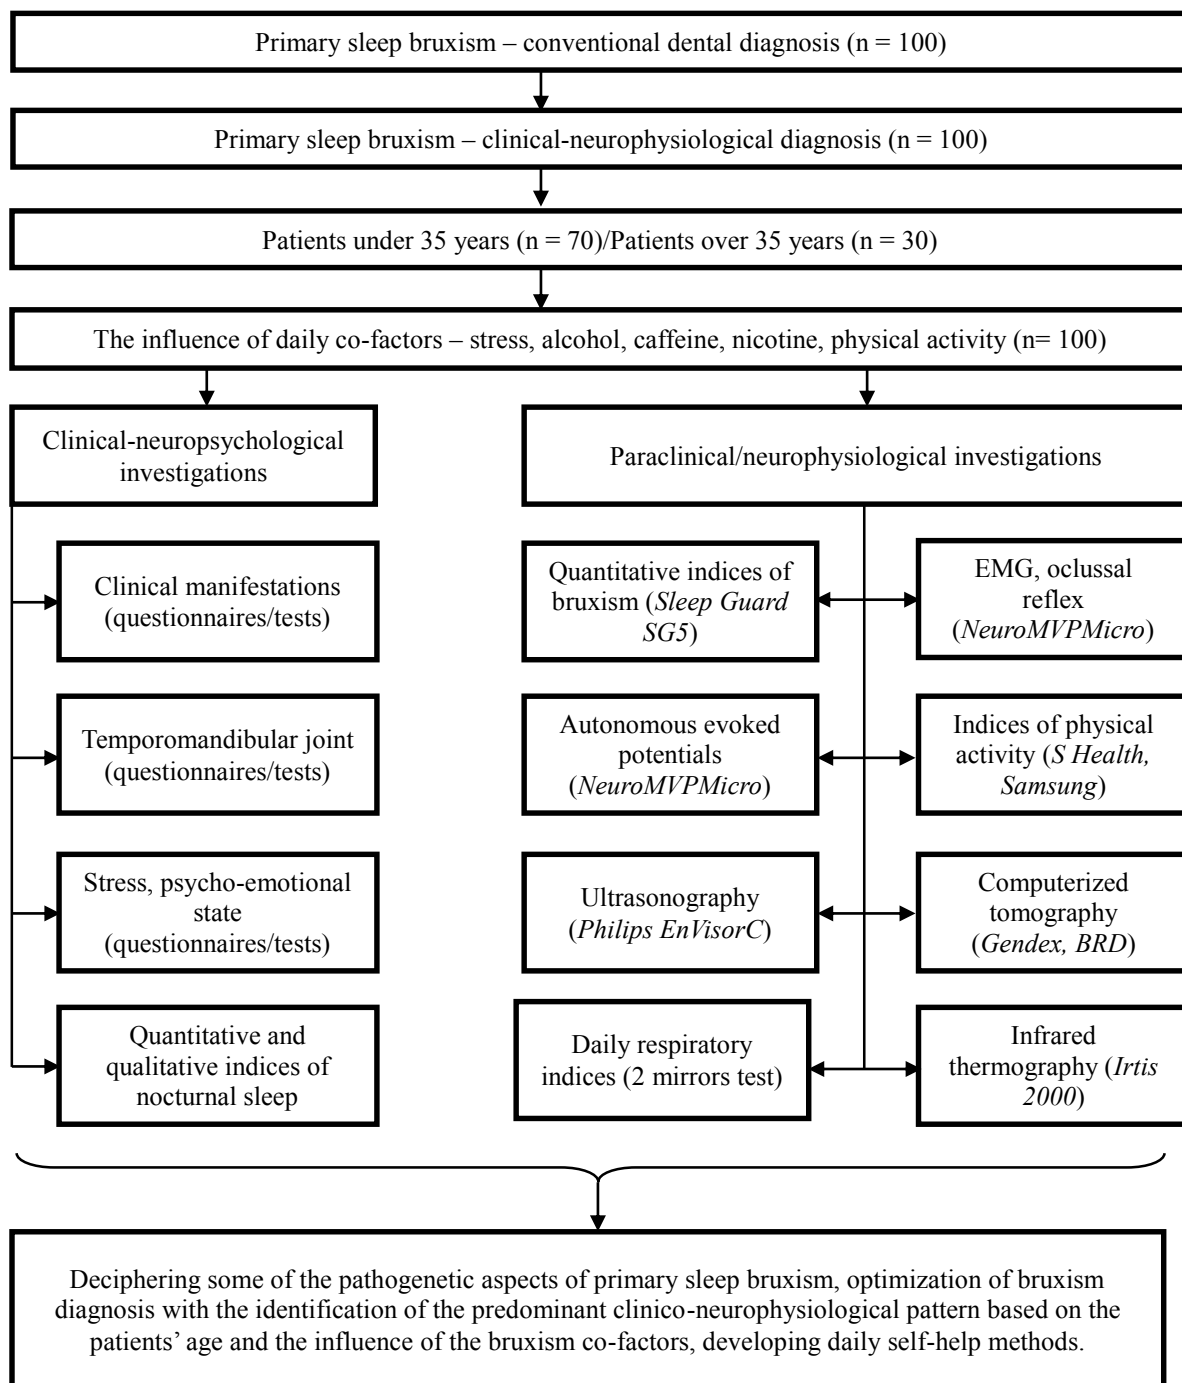 Primary sleep bruxism – conventional dental diagnosis (n = 100)
Primary sleep bruxism – clinical-neurophysiological diagnosis (n = 100)
Patients under 35 years (n = 70)/Patients over 35 years (n = 30)
The influence of daily co-factors – stress, alcohol, caffeine, nicotine, physical activity (n= 100)
Clinical-neuropsychological
investigations
Paraclinical/neurophysiological investigations
Clinical manifestations
(questionnaires/tests)
Temporomandibular joint
(questionnaires/tests)
Stress, psycho-emotional
state
(questionnaires/tests)
Quantitative and
qualitative indices of
nocturnal sleep
Quantitative indices of
bruxism (Sleep Guard
SG5)
EMG, oclussal
reflex
(NeuroMVPMicro)
Autonomous evoked
potentials
(NeuroMVPMicro)
Indices of physical
activity (S Health,
Samsung)
Ultrasonography
(Philips EnVisorC)
Computerized
tomography
(Gendex, BRD)
Daily respiratory
indices (2 mirrors test)
Infrared
thermography (Irtis
2000)
Deciphering some of the pathogenetic aspects of primary sleep bruxism, optimization of bruxism
diagnosis with the identification of the predominant clinico-neurophysiological pattern based on the
patients’ age and the influence of the bruxism co-factors, developing daily self-help methods.